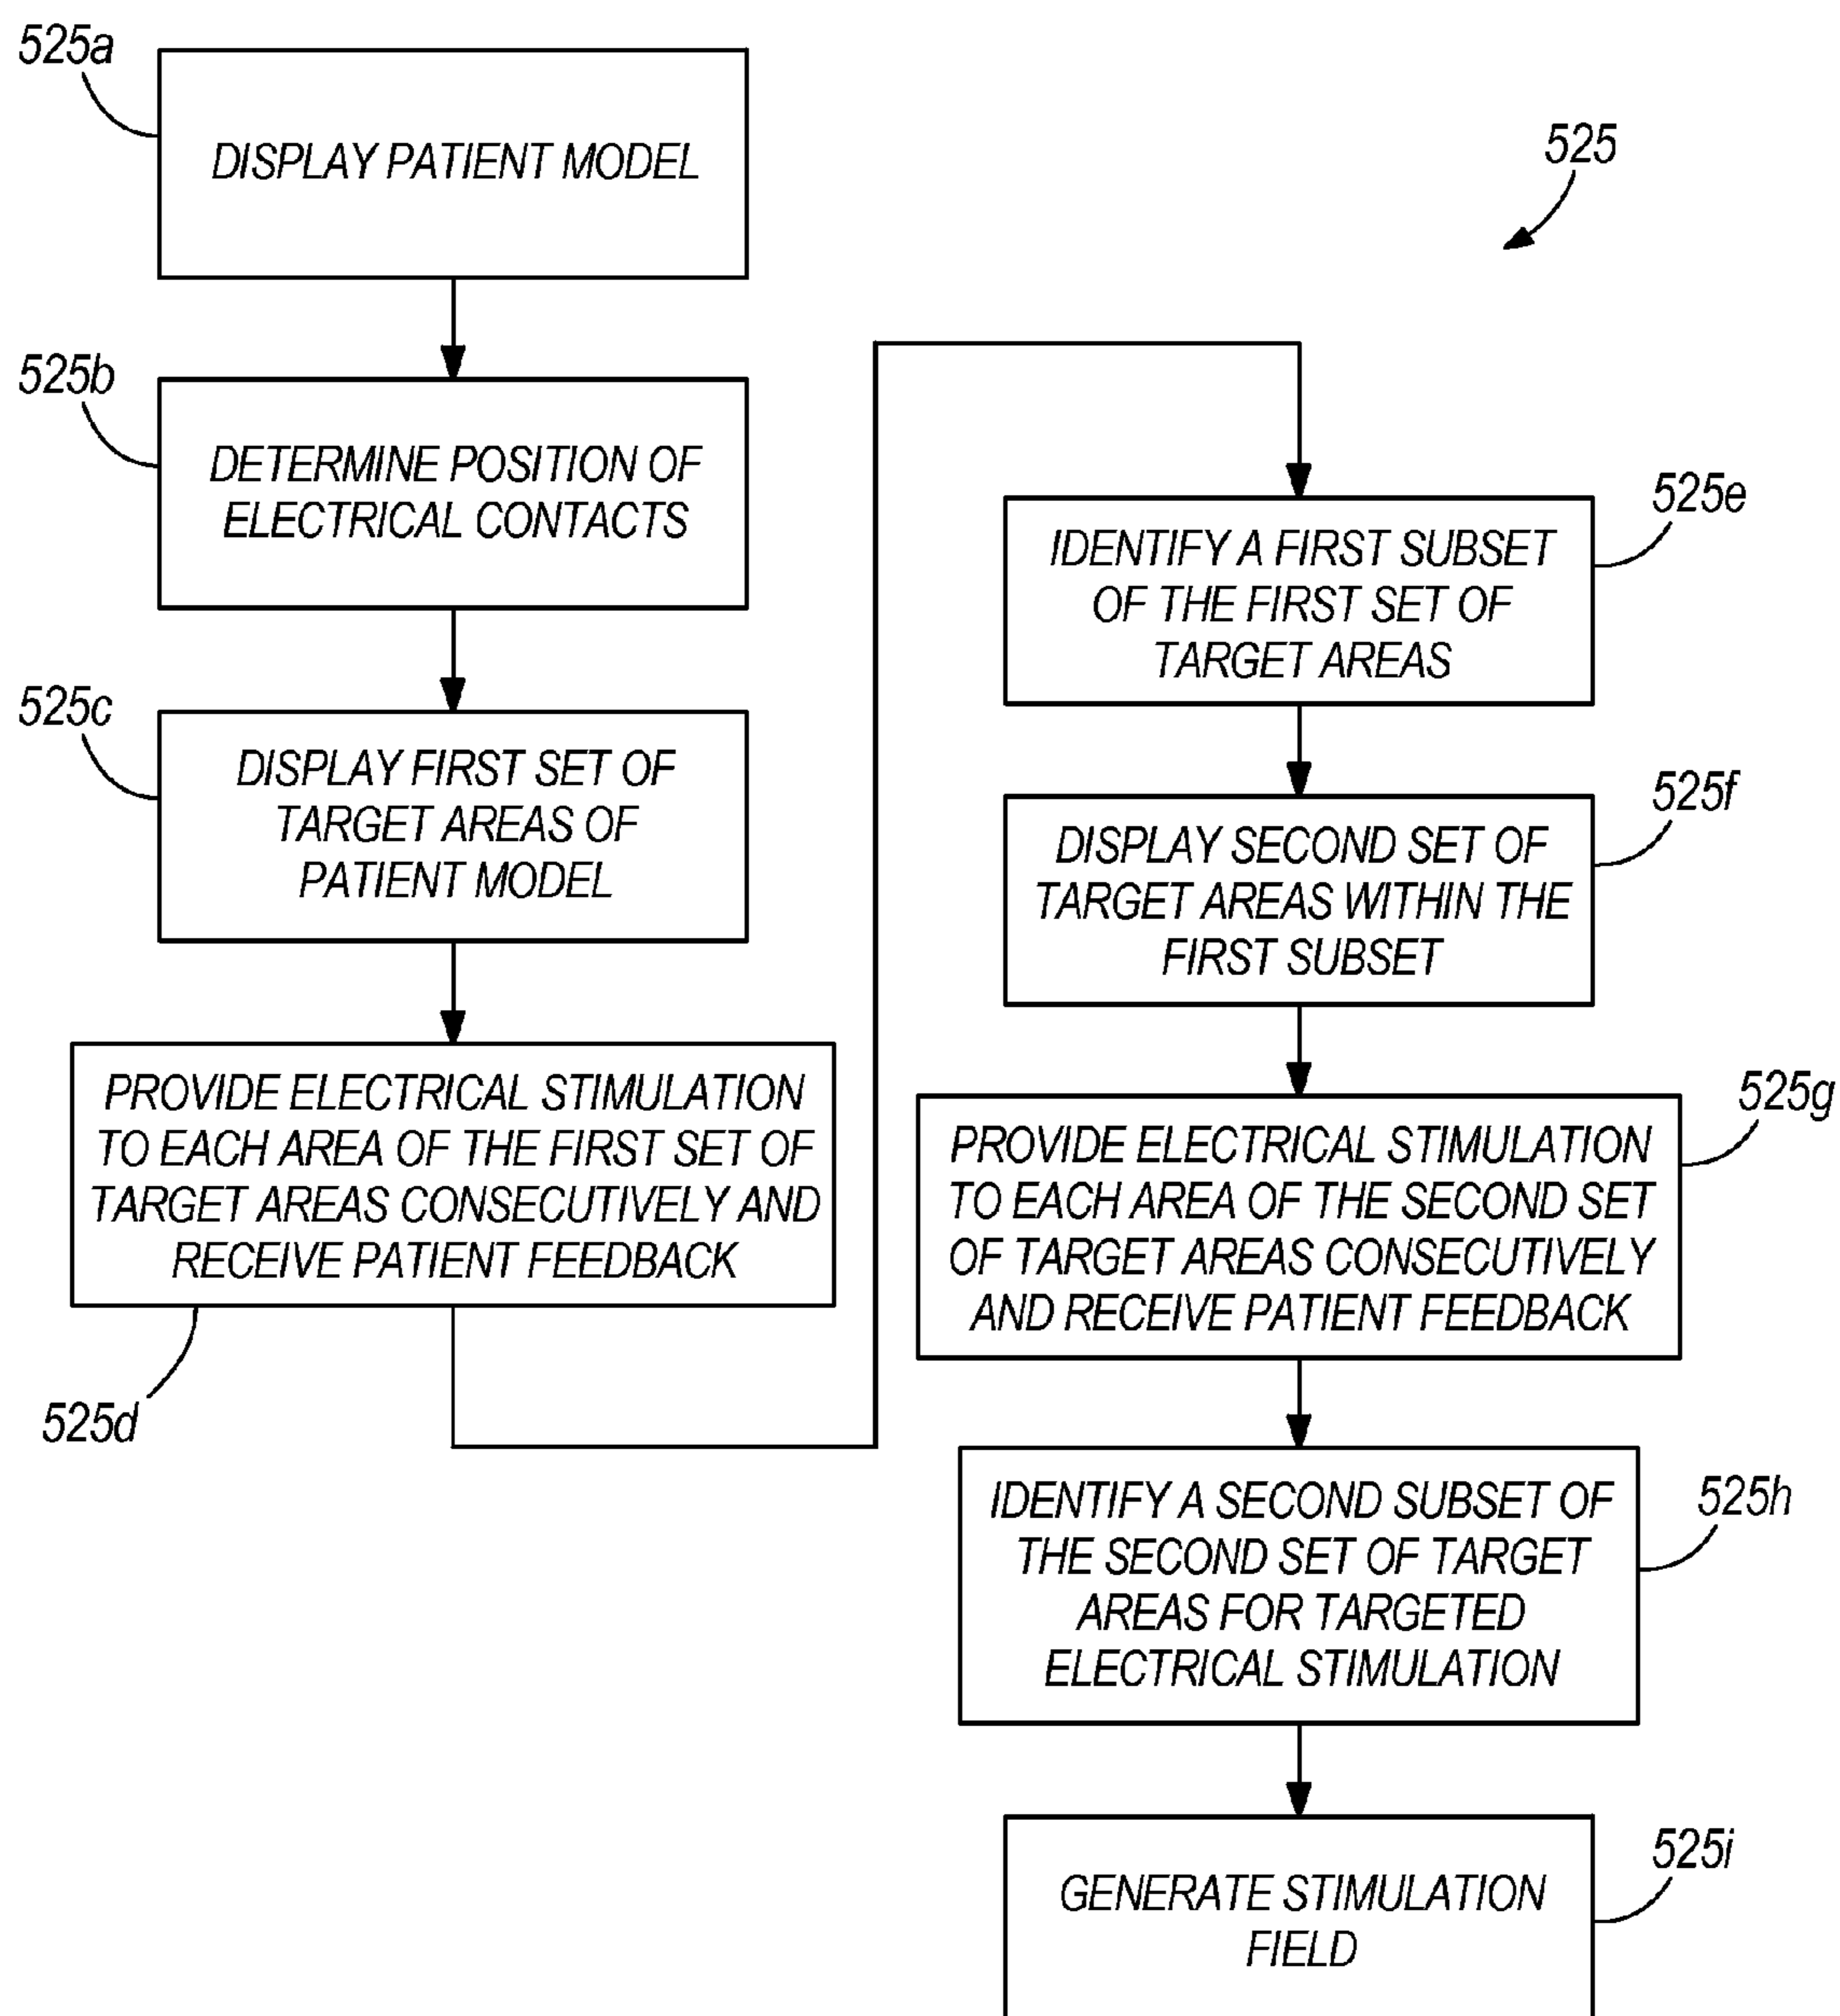 525a
DISPLAY PATIENT MODEL
525b
DETERMINE POSITION OF
ELECTRICAL CONTACTS
525c
DISPLAY FIRST SET OF
TARGET AREAS OF
PATIENT MODEL
PROVIDE ELECTRICAL STIMULATION
TO EACH AREA OF THE FIRST SET OF
TARGET AREAS CONSECUTIVELY AND
RECEIVE PATIENT FEEDBACK
525d
525
525e
IDENTIFY A FIRST SUBSET
OF THE FIRST SET OF
TARGET AREAS
525f
DISPLAY SECOND SET OF
TARGET AREAS WITHIN THE
FIRST SUBSET
525g
PROVIDE ELECTRICAL STIMULATION
TO EACH AREA OF THE SECOND SET
OF TARGET AREAS CONSECUTIVELY
AND RECEIVE PATIENT FEEDBACK
525h
IDENTIFY A SECOND SUBSET OF
THE SECOND SET OF TARGET
AREAS FOR TARGETED
ELECTRICAL STIMULATION
525i
GENERATE STIMULATION
FIELD